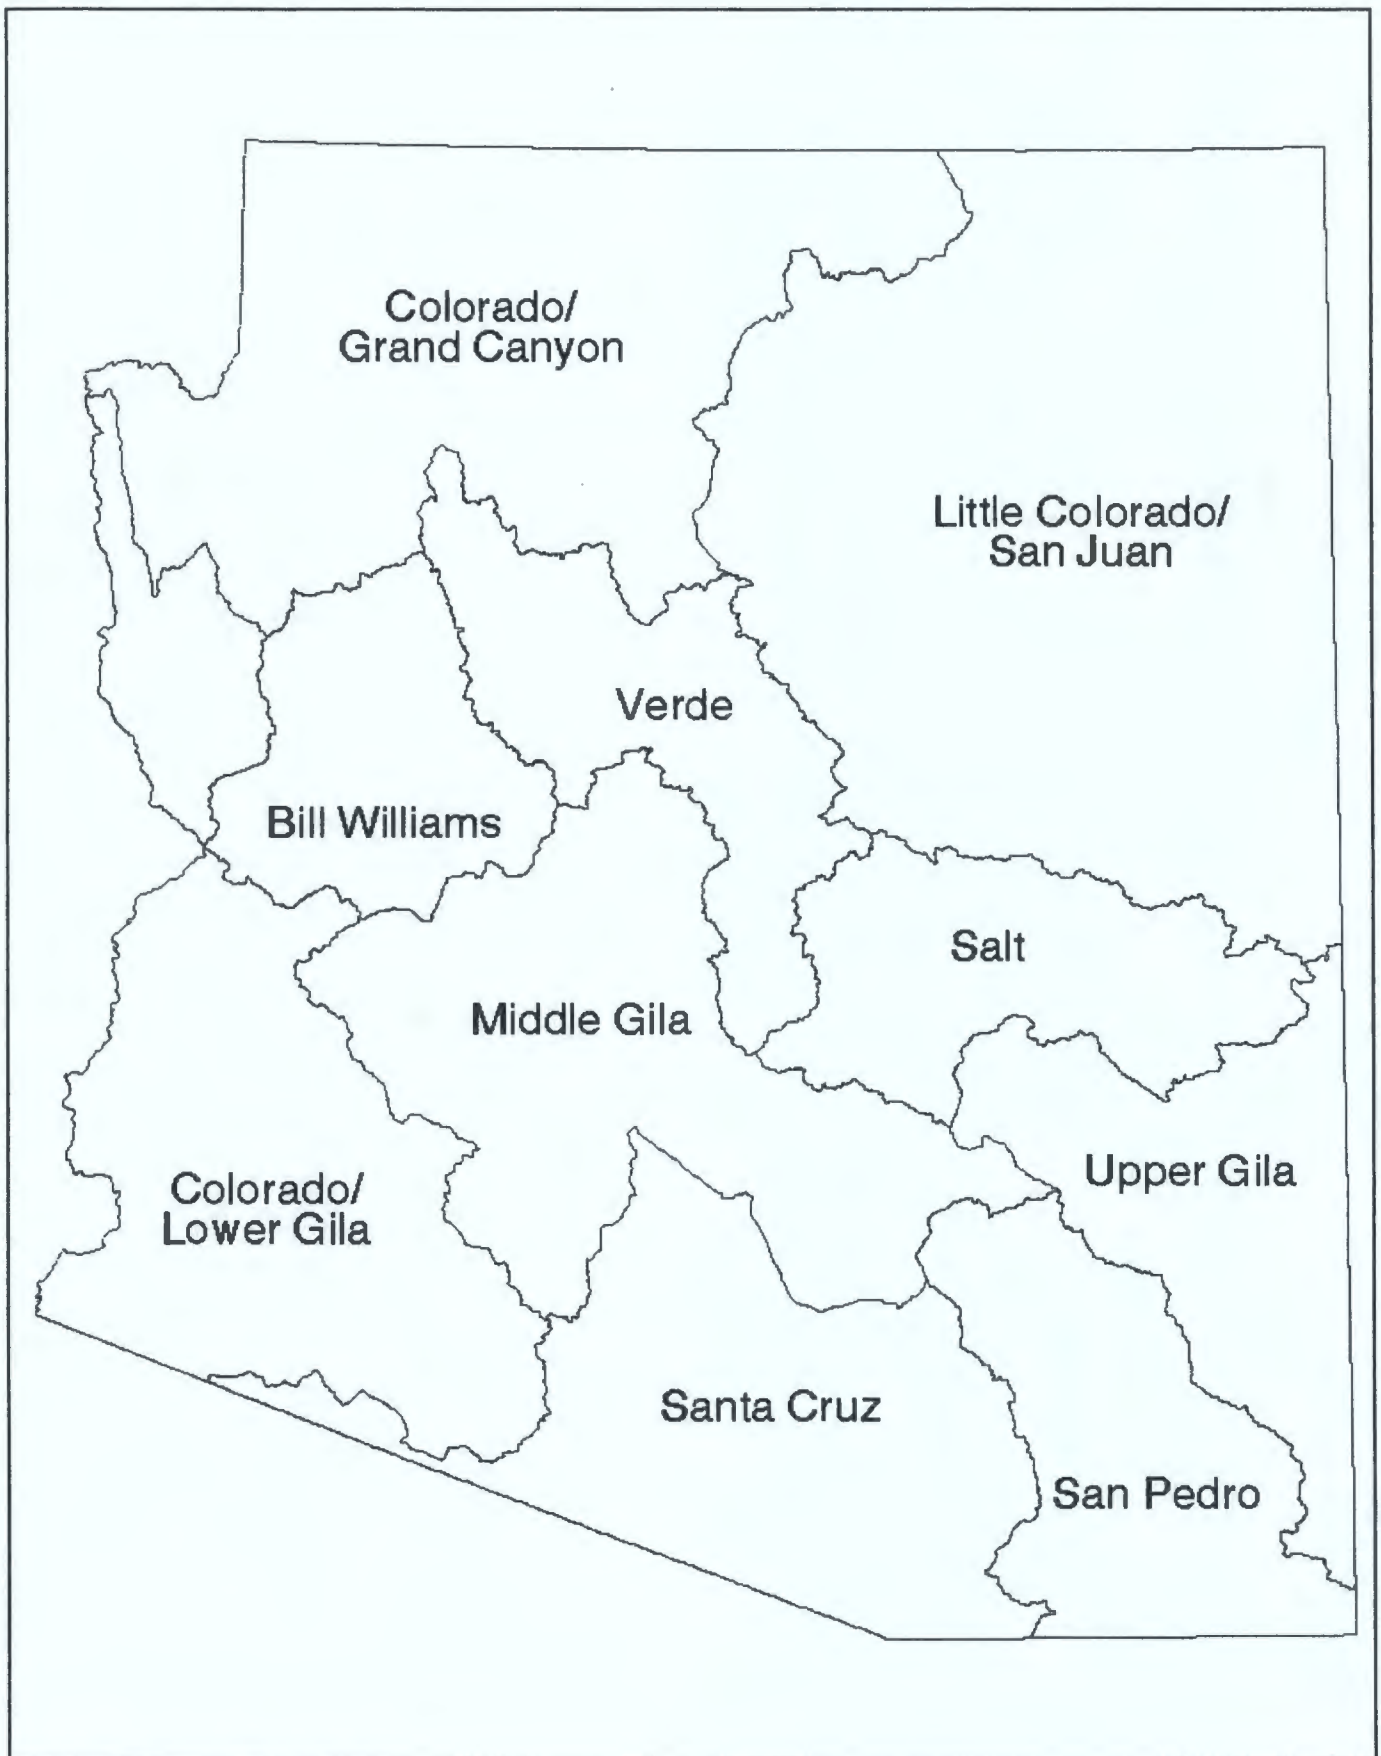 Colorado/
Grand Canyon
Little Colorado/
San Juan
Verde
Bill Williams
Salt
Middle Gila
Upper Gila
Colorado/
Lower Gila
Santa Cruz
San Pedro